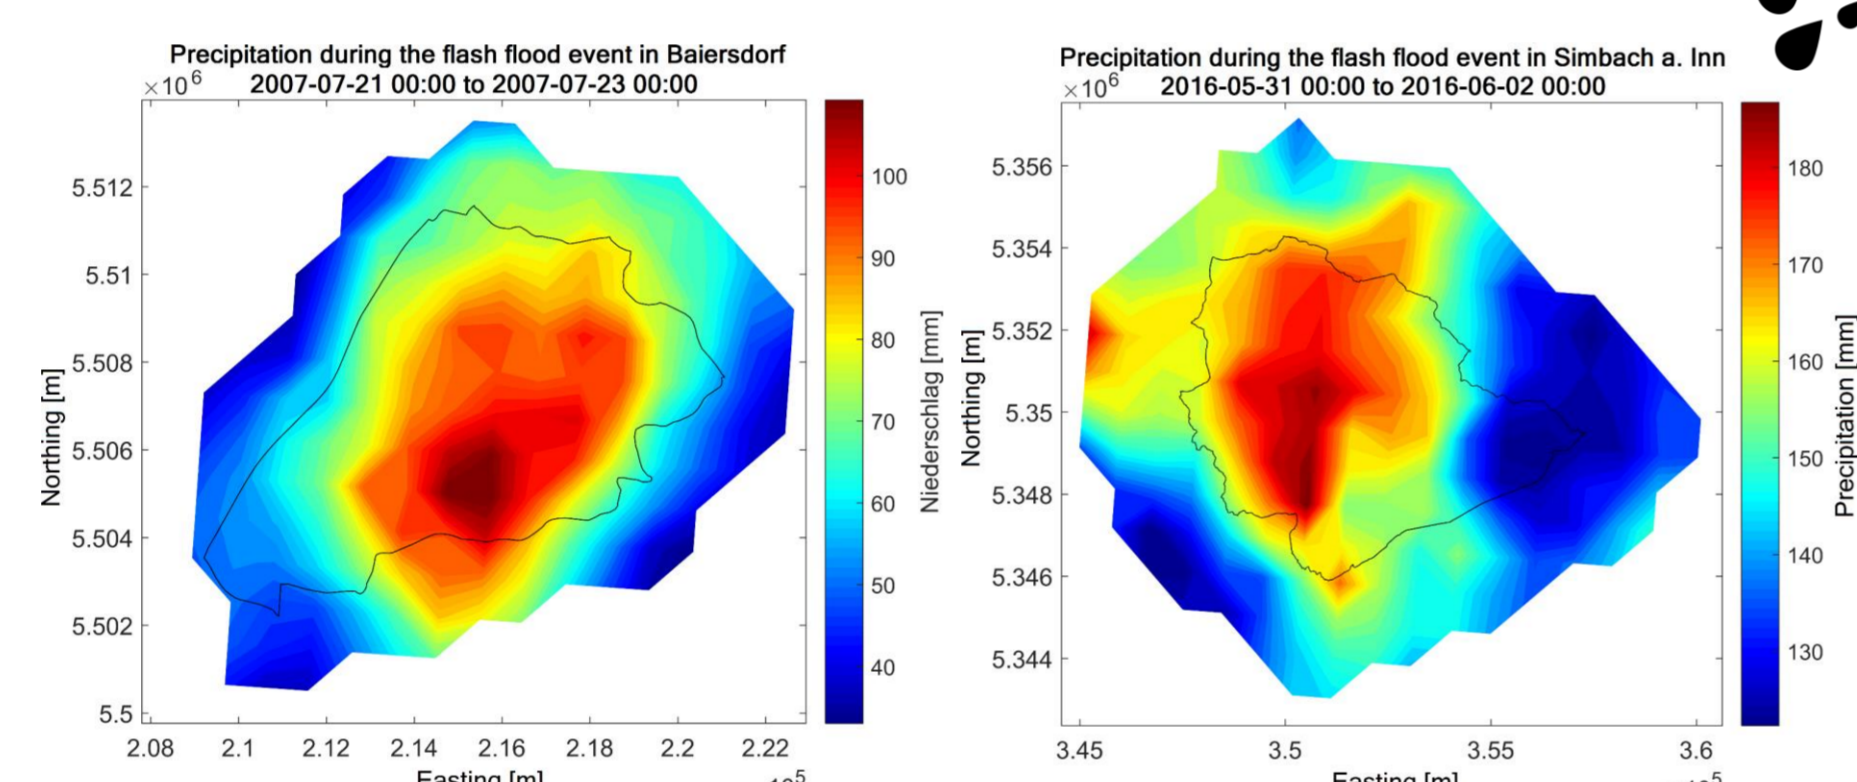 Precipitation during the flash flood event in Baiersdorf
2007-07-21 00:00 to 2007-07-23 00:00
×10⁶
5.512
5.51
5.508
5.506
5.504
5.502
5.5
Northing [m]
2.08 2.1 2.12 2.14 2.16 2.18 2.2 2.22
Easting [m]
100
90
80
70
60
50
40
Niederschlag [mm]
Precipitation during the flash flood event in Simbach a. Inn
2016-05-31 00:00 to 2016-06-02 00:00
×10⁶
5.356
5.354
5.352
5.35
5.348
5.346
5.344
Northing [m]
3.45 3.5 3.55 3.6
Easting [m]
180
170
160
150
140
130
Precipitation [mm]